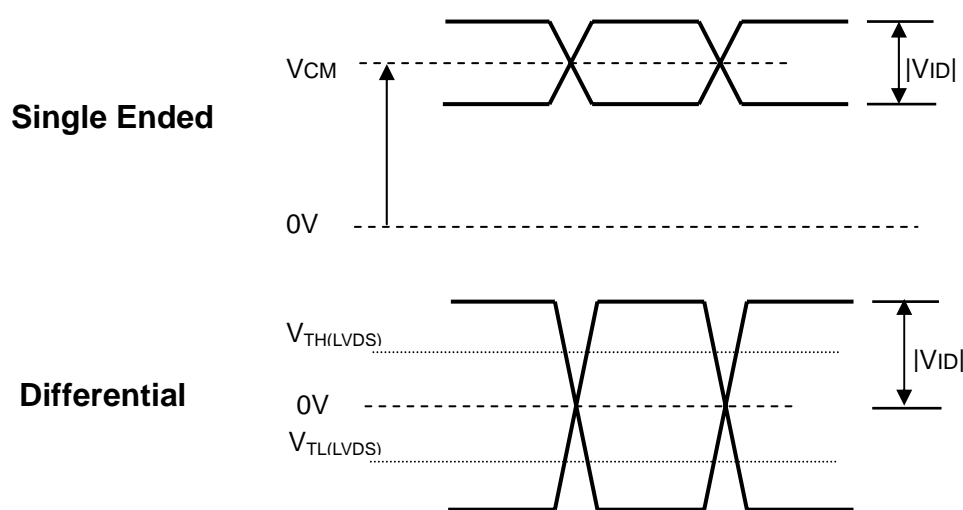 VCM
|VID|
Single Ended
0V
VTH(LVDS)
|VID|
Differential
0V
VTL(LVDS)